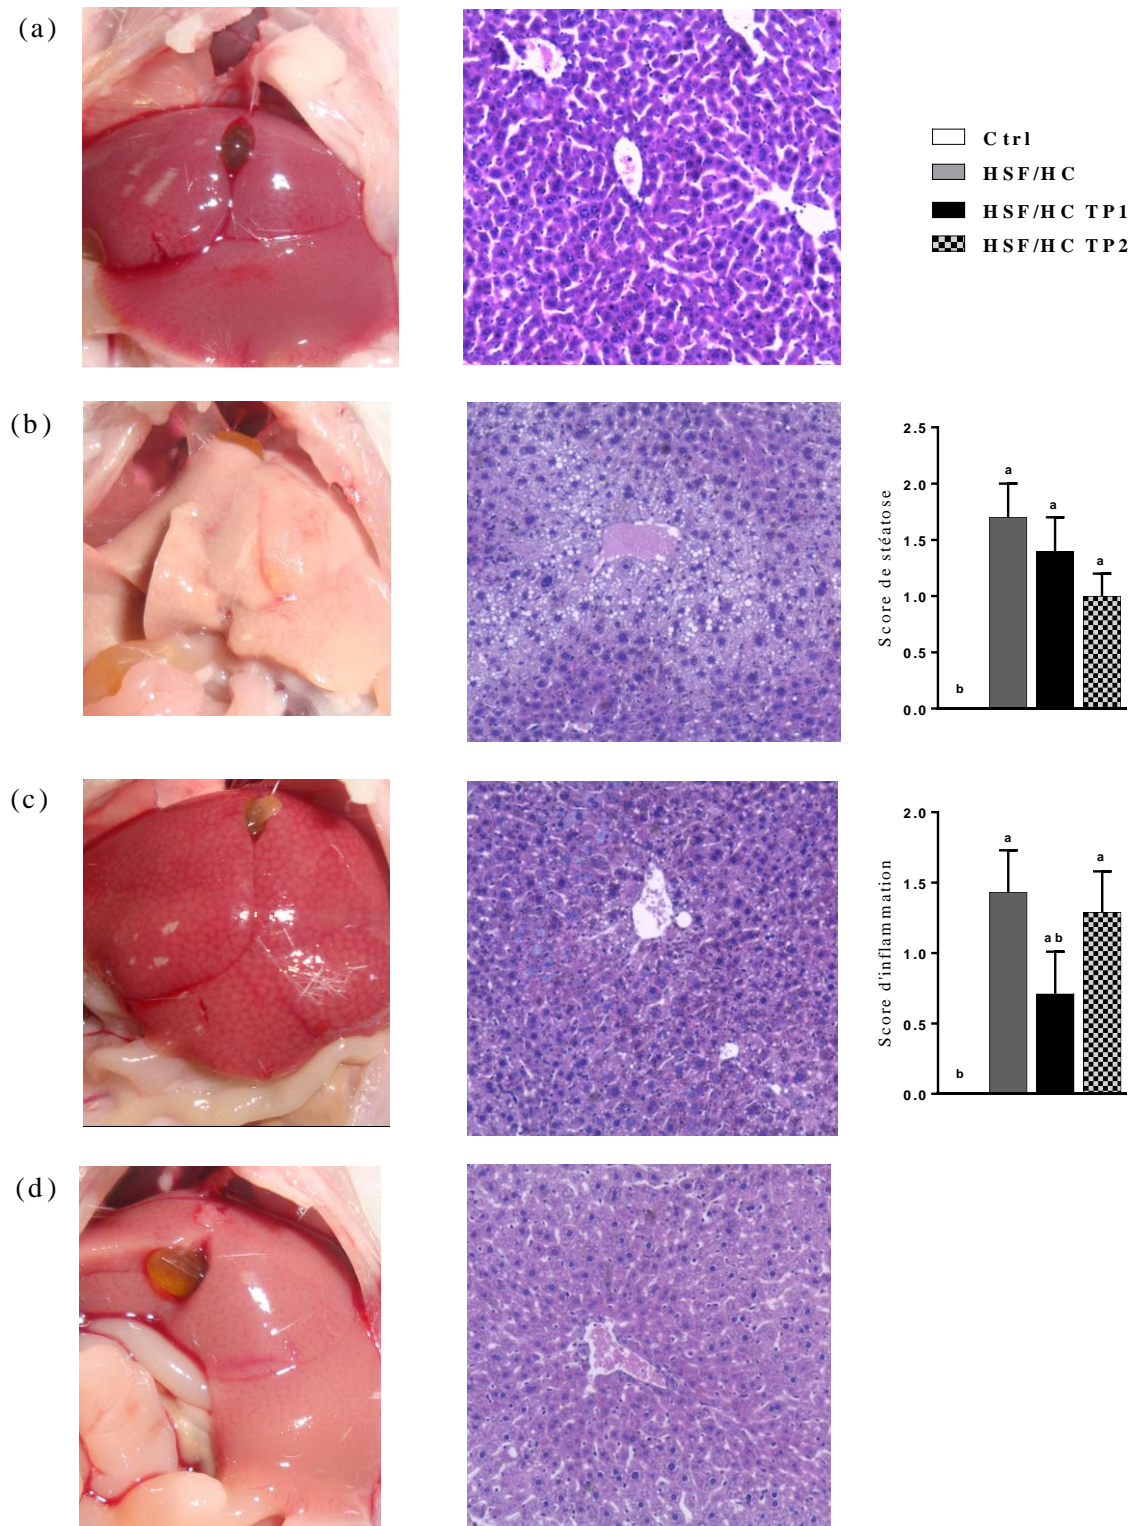 (a)
Ctrl
HSF/HC
HSF/HC TP1
HSF/HC TP2
(b)
Score de stéatose
2.5
2.0
1.5
1.0
0.5
0.0
b
a
a
a
(c)
Score d'inflammation
2.0
1.5
1.0
0.5
0.0
b
a
ab
a
(d)